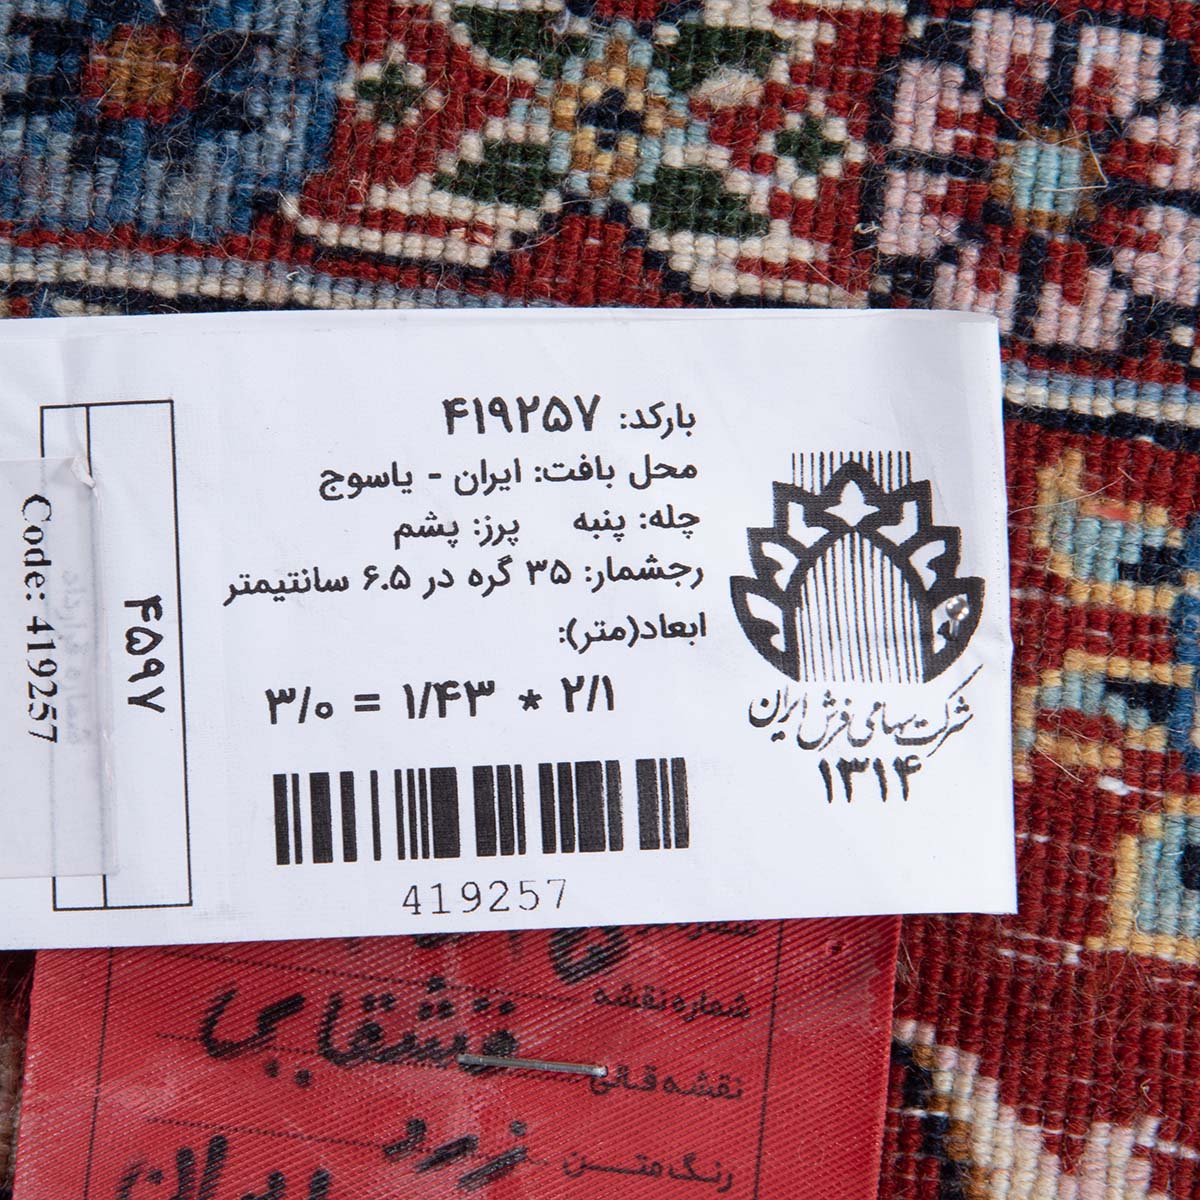 بارکد: ۴۱۹۲۵۷
محل بافت: ایران - یاسوج
چله: پنبه پرز: پشم
رجشمار: ۳۵ گره در ۶.۵ سانتیمتر
ابعاد(متر):
۲/۱ * ۱/۴۳ = ۳/۰
419257
شرکت سهامی فرش ایران
۱۳۱۴
۴۵۹۷
Code: 419257
شماره نقشه
نقشه قالی قشقایی
رنگ متن زرد